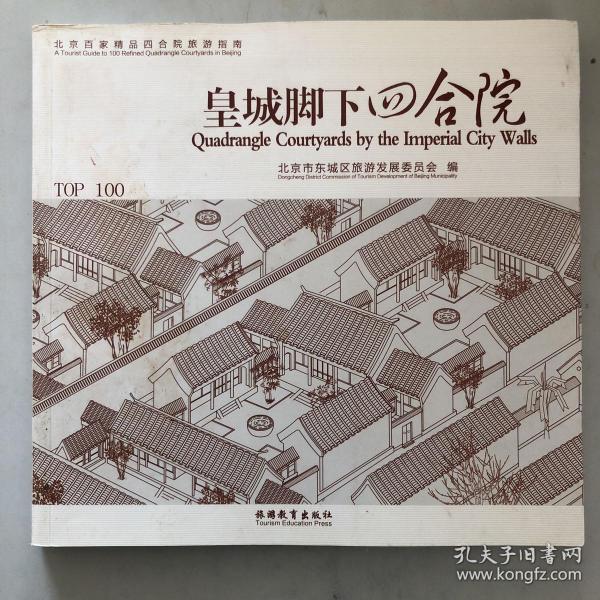 北京百家精品四合院旅游指南
A Tourist Guide to 100 Refined Quadrangle Courtyards in Beijing
皇城脚下四合院
Quadrangle Courtyards by the Imperial City Walls
北京市东城区旅游发展委员会 编
Dongcheng District Commission of Tourism Development of Beijing Municipality
TOP 100
旅游教育出版社
Tourism Education Press
孔夫子旧书网
www.kongfz.com